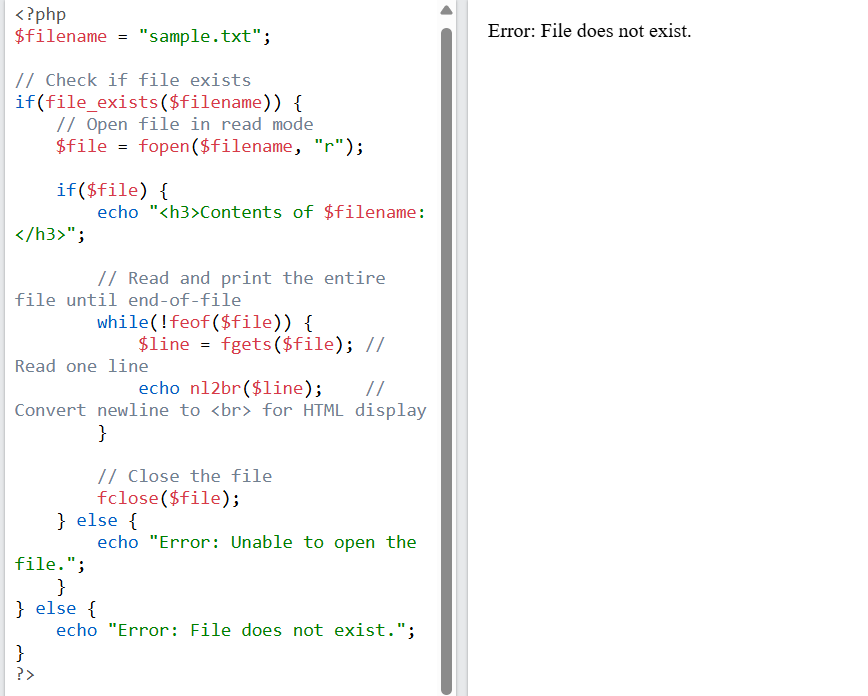 <?php
$filename = "sample.txt";

// Check if file exists
if(file_exists($filename)) {
    // Open file in read mode
    $file = fopen($filename, "r");

    if($file) {
        echo "<h3>Contents of $filename:
</h3>";

        // Read and print the entire
file until end-of-file
        while(!feof($file)) {
            $line = fgets($file); //
Read one line
            echo nl2br($line);    //
Convert newline to <br> for HTML display
        }

        // Close the file
        fclose($file);
    } else {
        echo "Error: Unable to open the
file.";
    }
} else {
    echo "Error: File does not exist.";
}
?>
Error: File does not exist.